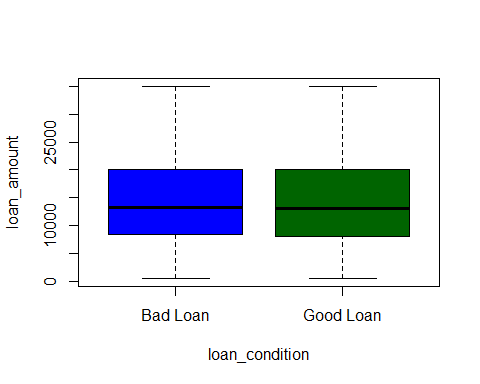 loan_amount
25000
10000
0
Bad Loan
Good Loan
loan_condition